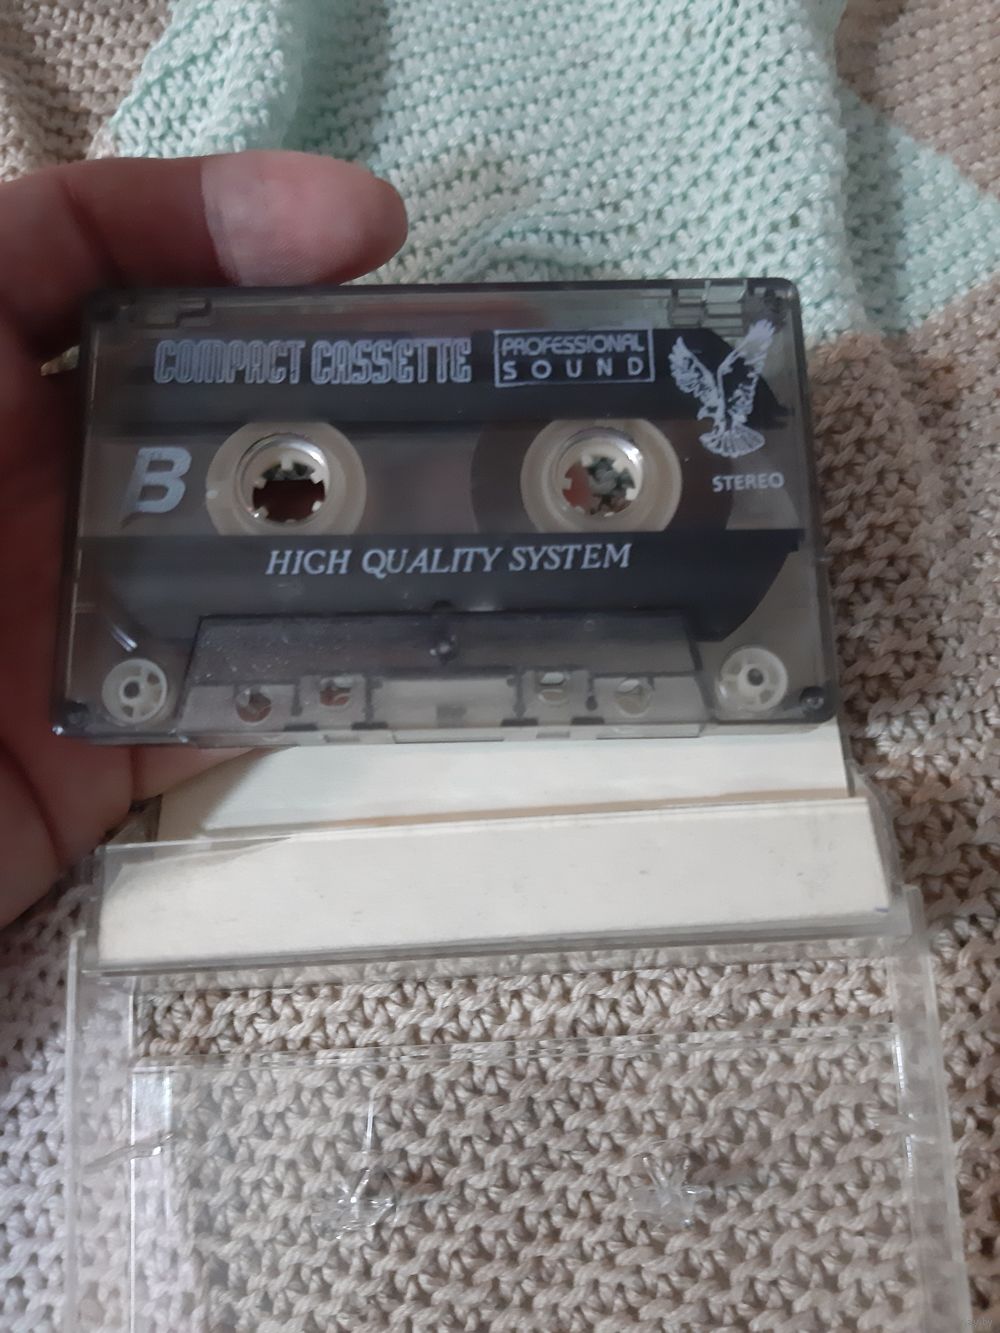 COMPACT CASSETTE
PROFESSIONAL
SOUND
B
STEREO
HIGH QUALITY SYSTEM